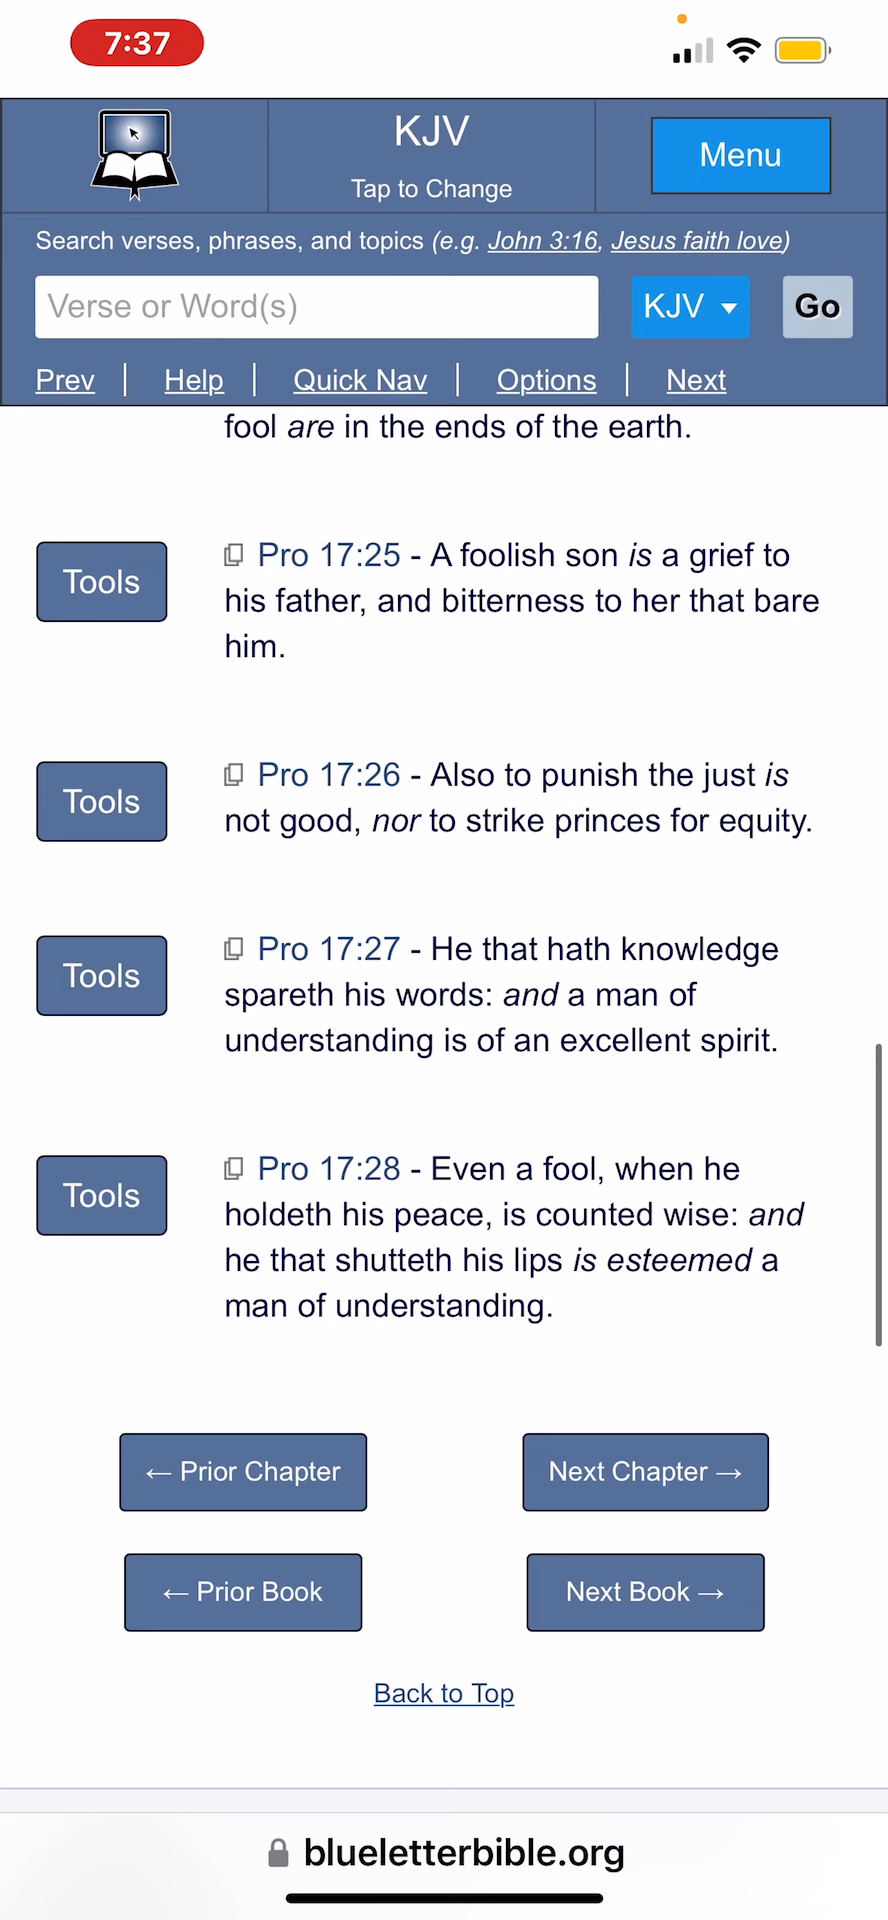 7:37
KJV
Tap to Change
Menu
Search verses, phrases, and topics (e.g. John 3:16, Jesus faith love)
Verse or Word(s)
KJV
Go
Prev | Help | Quick Nav | Options | Next
fool are in the ends of the earth.
Tools
Pro 17:25 - A foolish son is a grief to
his father, and bitterness to her that bare
him.
Tools
Pro 17:26 - Also to punish the just is
not good, nor to strike princes for equity.
Tools
Pro 17:27 - He that hath knowledge
spareth his words: and a man of
understanding is of an excellent spirit.
Tools
Pro 17:28 - Even a fool, when he
holdeth his peace, is counted wise: and
he that shutteth his lips is esteemed a
man of understanding.
← Prior Chapter
Next Chapter →
← Prior Book
Next Book →
Back to Top
blueletterbible.org